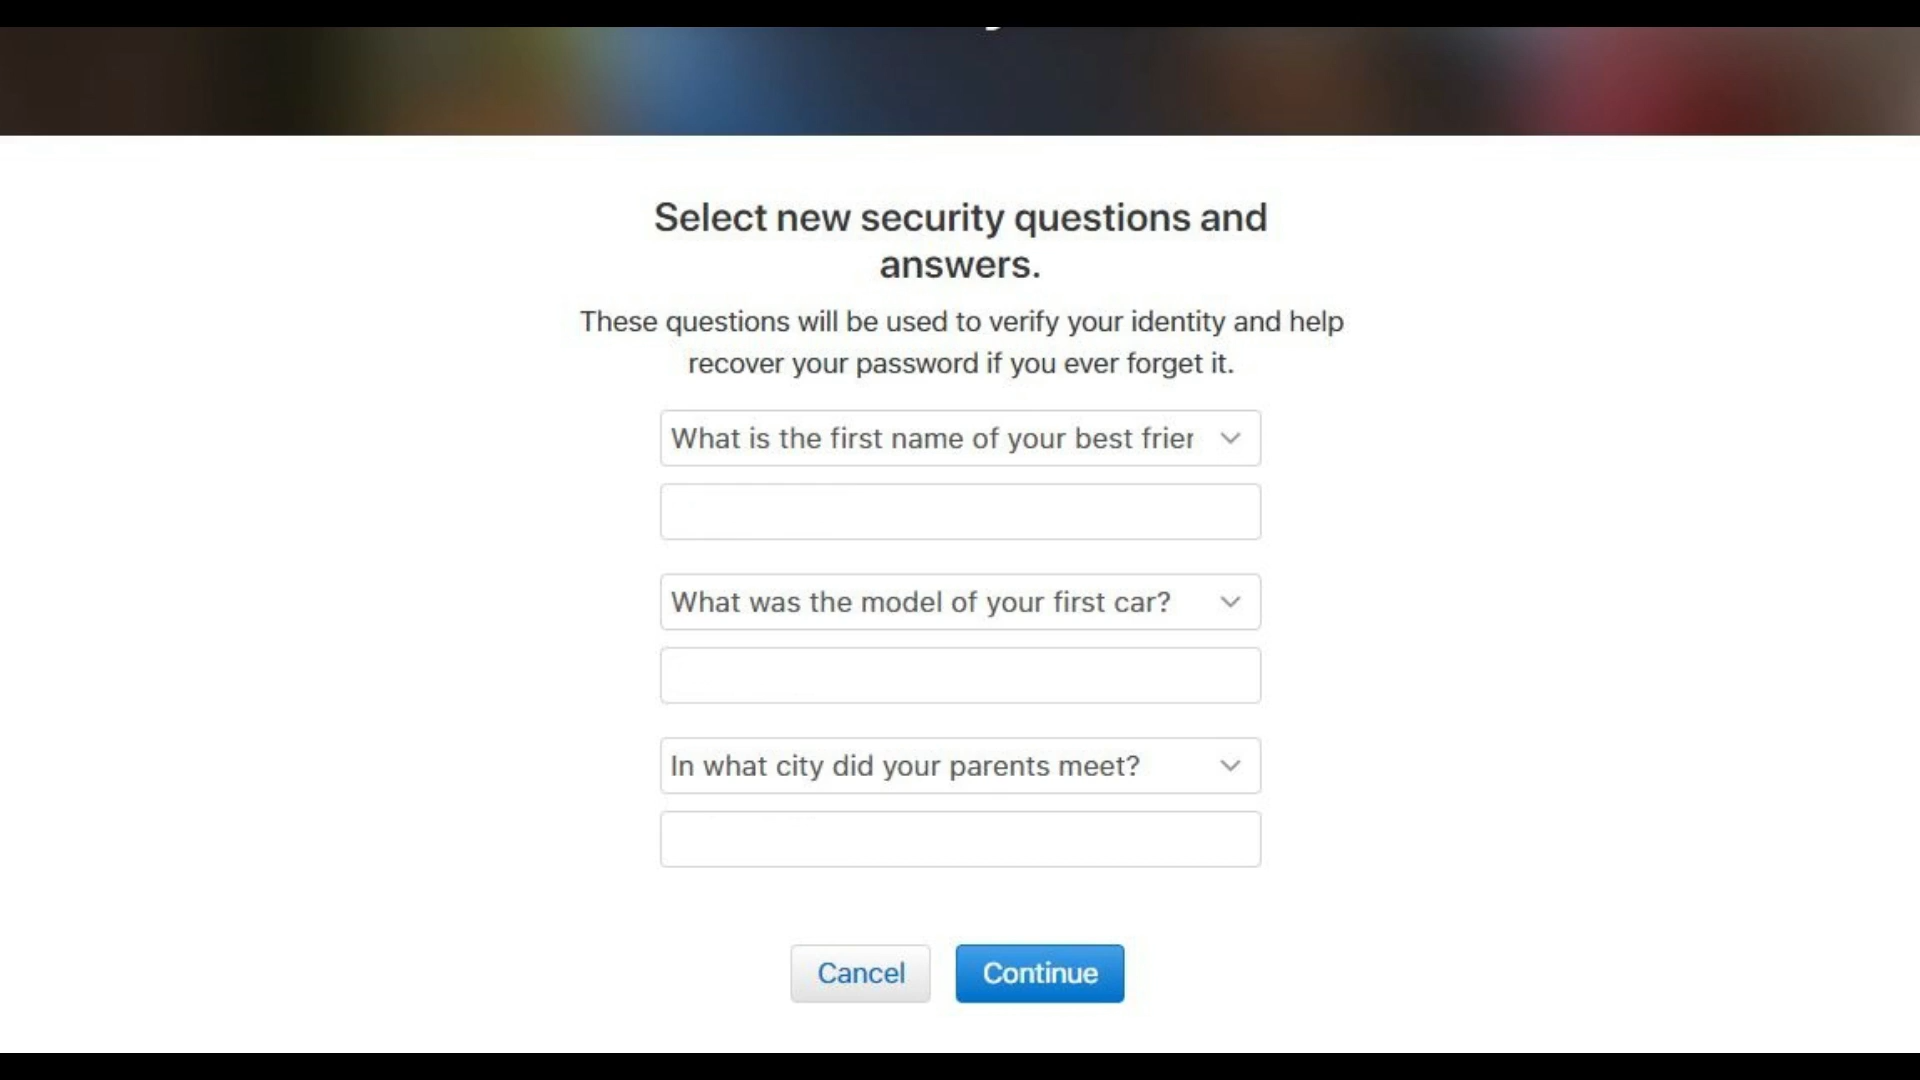 Select new security questions and
answers.
These questions will be used to verify your identity and help
recover your password if you ever forget it.
What is the first name of your best frier
What was the model of your first car?
In what city did your parents meet?
Cancel
Continue